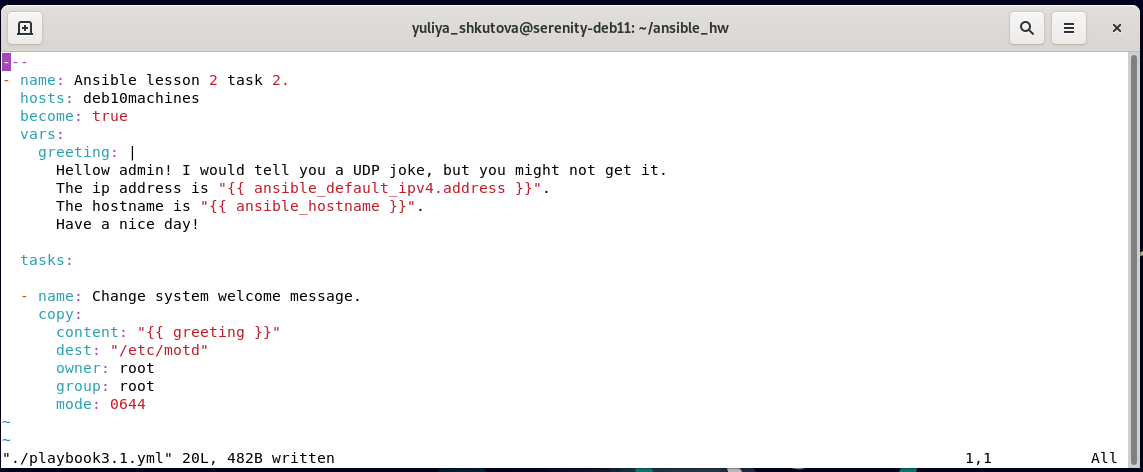 yuliya_shkutova@serenity-deb11: ~/ansible_hw
---
- name: Ansible lesson 2 task 2.
  hosts: deb10machines
  become: true
  vars:
    greeting: |
      Hellow admin! I would tell you a UDP joke, but you might not get it.
      The ip address is "{{ ansible_default_ipv4.address }}".
      The hostname is "{{ ansible_hostname }}".
      Have a nice day!

  tasks:

  - name: Change system welcome message.
    copy:
      content: "{{ greeting }}"
      dest: "/etc/motd"
      owner: root
      group: root
      mode: 0644
~
~
"./playbook3.1.yml" 20L, 482B written 1,1 All